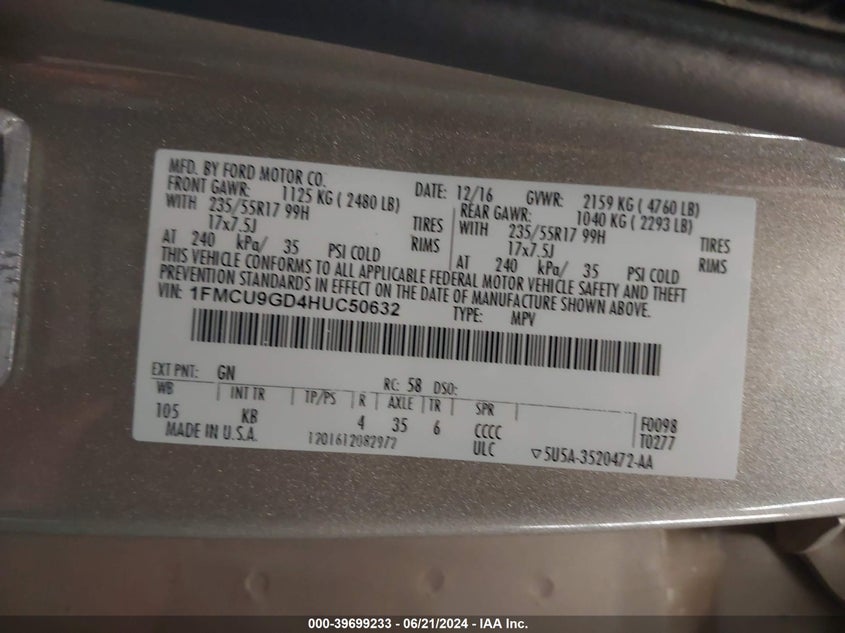 MFD. BY FORD MOTOR CO. DATE: 12/16 GVWR: 2159 KG ( 4760 LB)
FRONT GAWR: 1125 KG ( 2480 LB) REAR GAWR: 1040 KG ( 2293 LB)
WITH 235/55R17 99H TIRES WITH 235/55R17 99H TIRES
17x7.5J RIMS 17x7.5J RIMS
AT 240 kPa/ 35 PSI COLD AT 240 kPa/ 35 PSI COLD
THIS VEHICLE CONFORMS TO ALL APPLICABLE FEDERAL MOTOR VEHICLE SAFETY AND THEFT
PREVENTION STANDARDS IN EFFECT ON THE DATE OF MANUFACTURE SHOWN ABOVE.
VIN: 1FMCU9GD4HUC50632 TYPE: MPV
EXT PNT: GN RC: 58 DSO:
WB INT TR TP/PS R AXLE TR SPR
105 KB 4 35 6 CCCC F0098
MADE IN U.S.A. 12016120829/2 ULC T0277
▽5U5A-3520472-AA
000-39699233 / 06/21/2024 - IAA Inc.